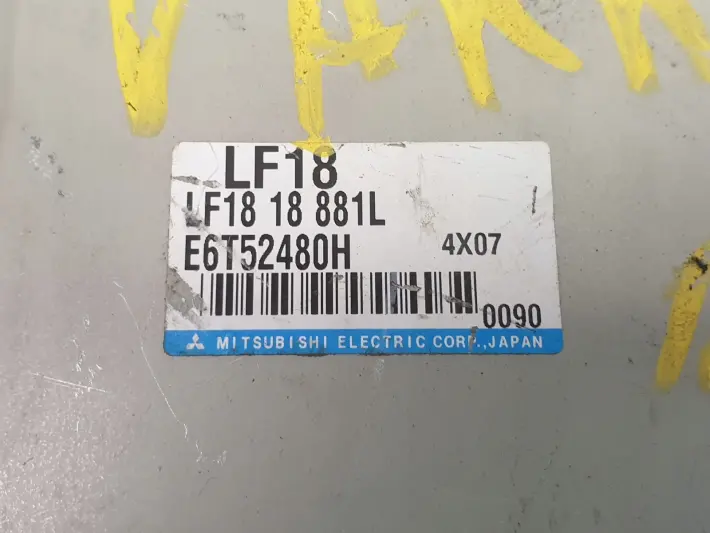 LF18
LF18 18 881L
E6T52480H 4X07
0090
MITSUBISHI ELECTRIC CORP., JAPAN